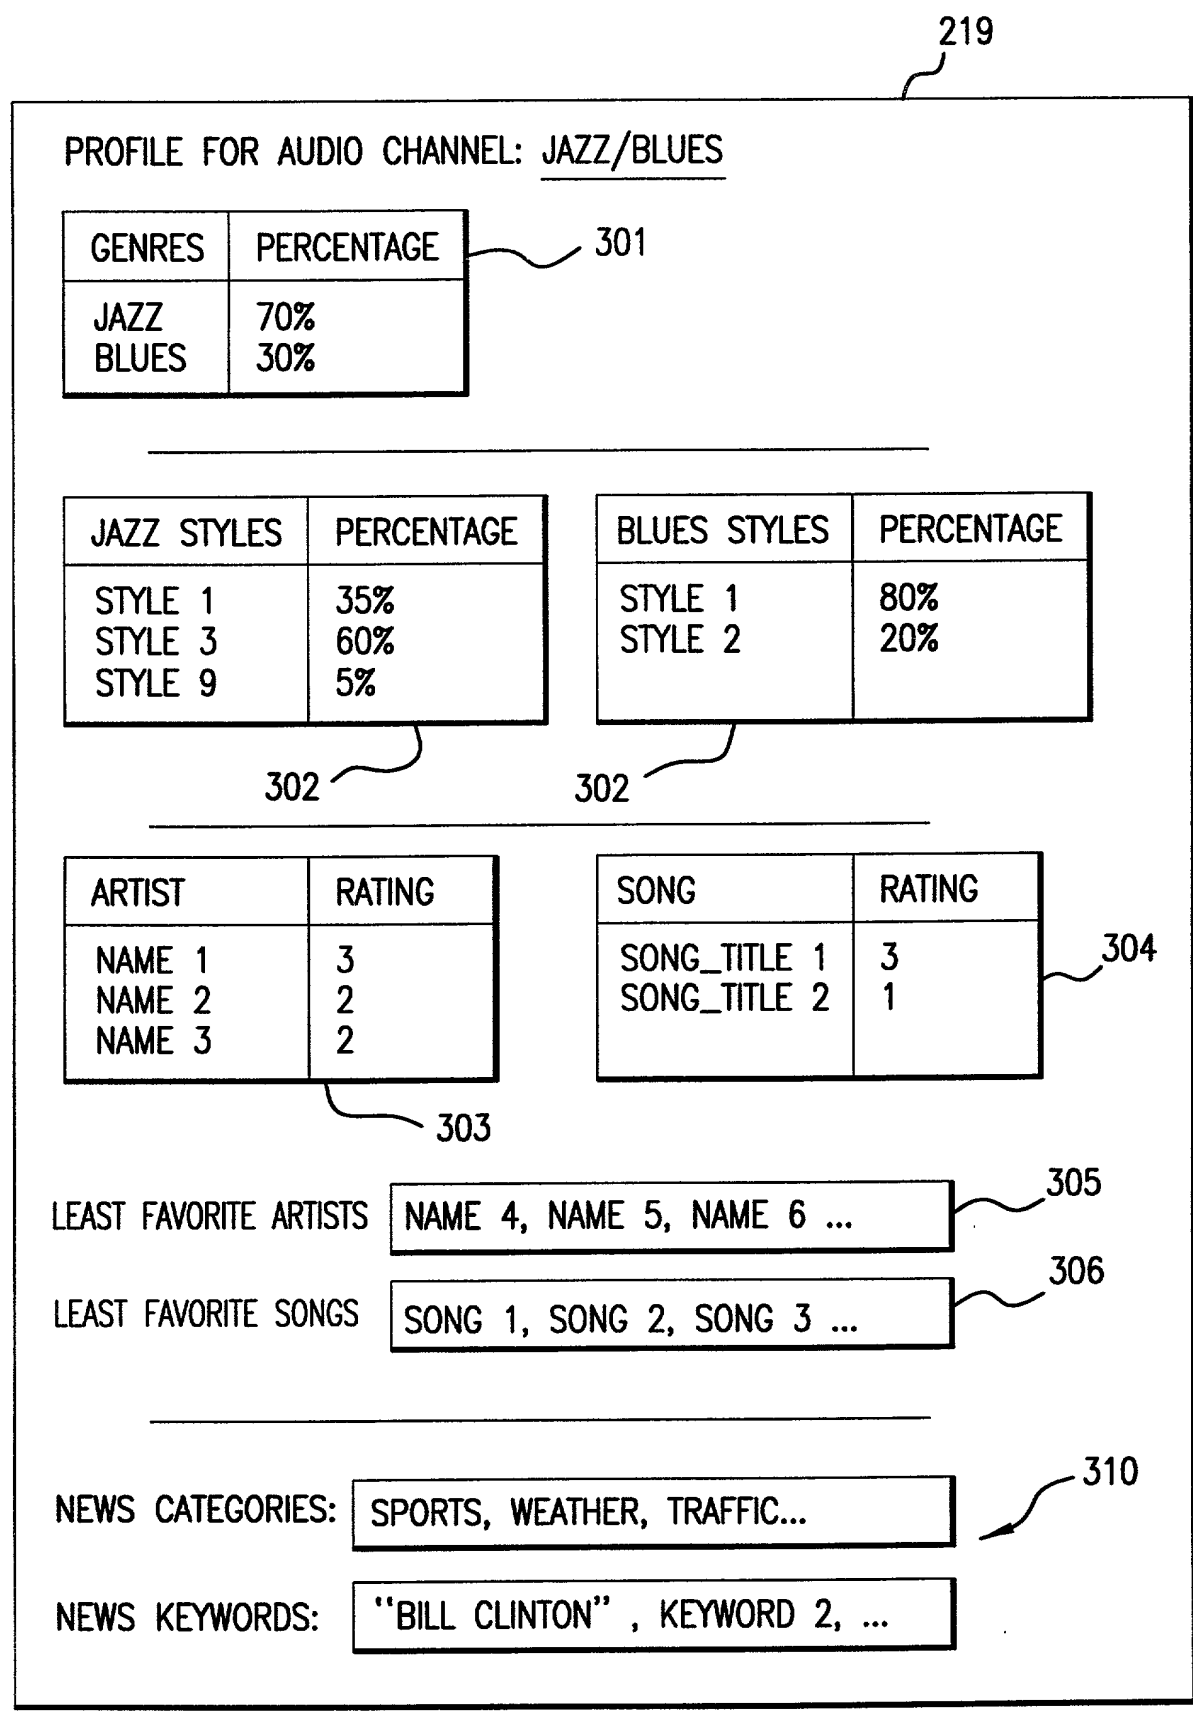 219
PROFILE FOR AUDIO CHANNEL: JAZZ/BLUES
GENRES PERCENTAGE
301
JAZZ 70%
BLUES 30%
JAZZ STYLES PERCENTAGE
STYLE 1 35%
STYLE 3 60%
STYLE 9 5%
302
BLUES STYLES PERCENTAGE
STYLE 1 80%
STYLE 2 20%
302
ARTIST RATING
NAME 1 3
NAME 2 2
NAME 3 2
303
SONG RATING
SONG_TITLE 1 3
SONG_TITLE 2 1
304
LEAST FAVORITE ARTISTS NAME 4, NAME 5, NAME 6 ...
305
LEAST FAVORITE SONGS SONG 1, SONG 2, SONG 3 ...
306
NEWS CATEGORIES: SPORTS, WEATHER, TRAFFIC...
310
NEWS KEYWORDS: "BILL CLINTON" , KEYWORD 2, ...